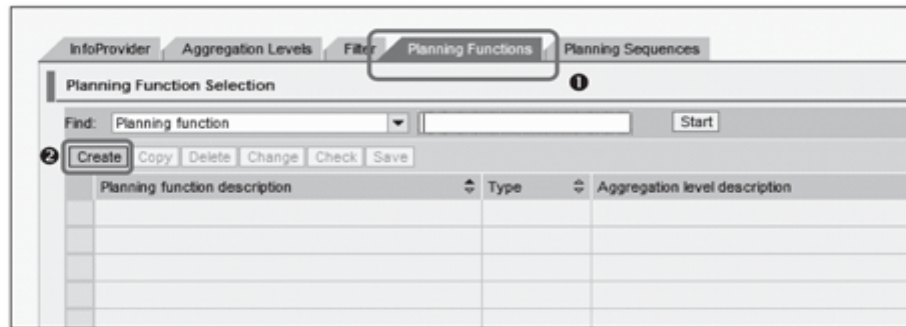 InfoProvider Aggregation Levels Filter Planning Functions Planning Sequences
Planning Function Selection ❶
Find: Planning function Start
❷ Create Copy Delete Change Check Save
Planning function description Type Aggregation level description